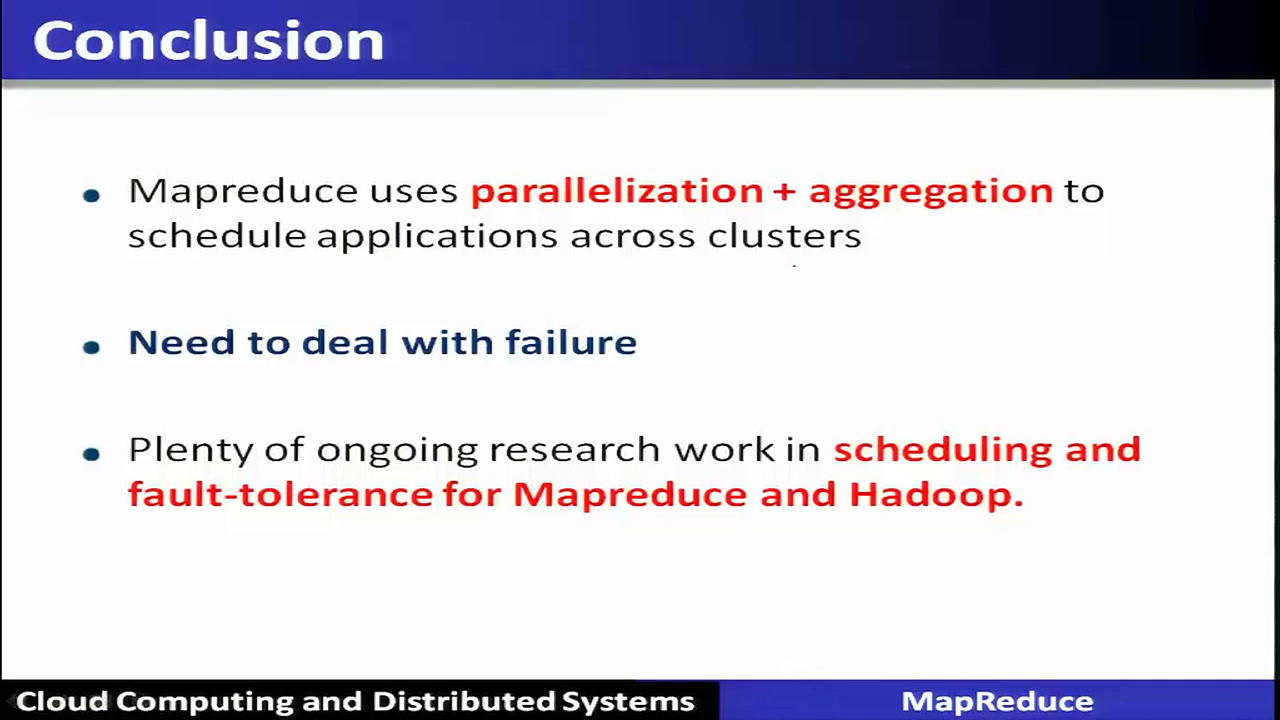 Conclusion
Mapreduce uses parallelization + aggregation to
schedule applications across clusters
Need to deal with failure
Plenty of ongoing research work in scheduling and
fault-tolerance for Mapreduce and Hadoop.
Cloud Computing and Distributed Systems
MapReduce